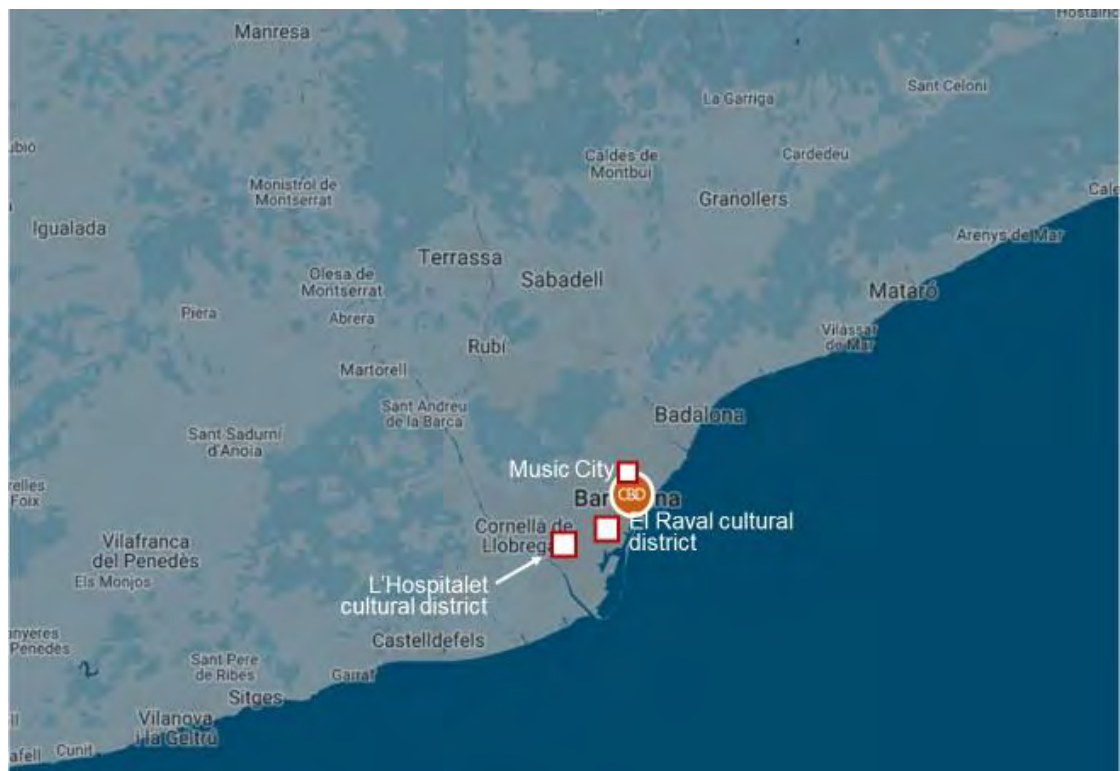 Hostalric
Manresa
Sant Celoni
La Garriga
Caldes de
Montbui
Cardedeu
Monistrol de
Montserrat
Granollers
Igualada
Arenys de Mar
Terrassa
Sabadell
Olesa de
Montserrat
Mataró
Piera
Abrera
Vilassar
de Mar
Rubí
Martorell
Sant Andreu
de la Barca
Badalona
Sant Sadurní
d'Anoia
Music City
CBD
El Raval cultural
district
Cornellà de
Vilafranca
del Penedès
Els Monjos
L'Hospitalet
cultural district
Foix
Penedès
Castelldefels
Sant Pere
de Ribes
Garraf
Sitges
Vilanova
i la Geltrú
Cunit